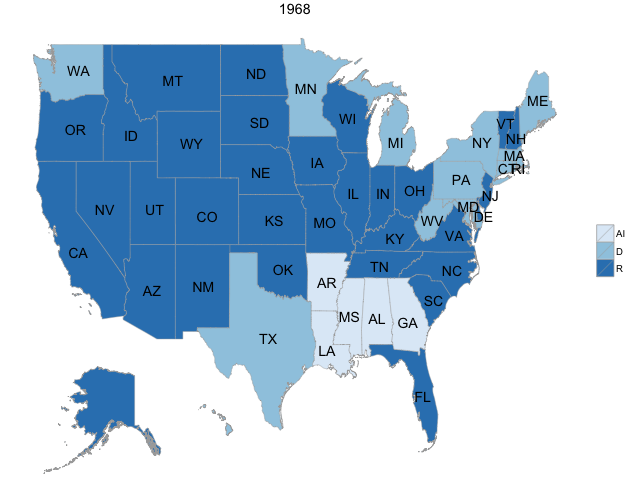 1968
WA
MT
ND
MN
ME
OR
ID
WY
SD
WI
MI
VT
NH
NY
MA
CT
RI
NV
UT
NE
IA
PA
NJ
CO
KS
MO
IL
IN
OH
WV
MD
DE
CA
KY
VA
AZ
NM
OK
TN
NC
AR
SC
TX
LA
MS
AL
GA
FL
AI
D
R